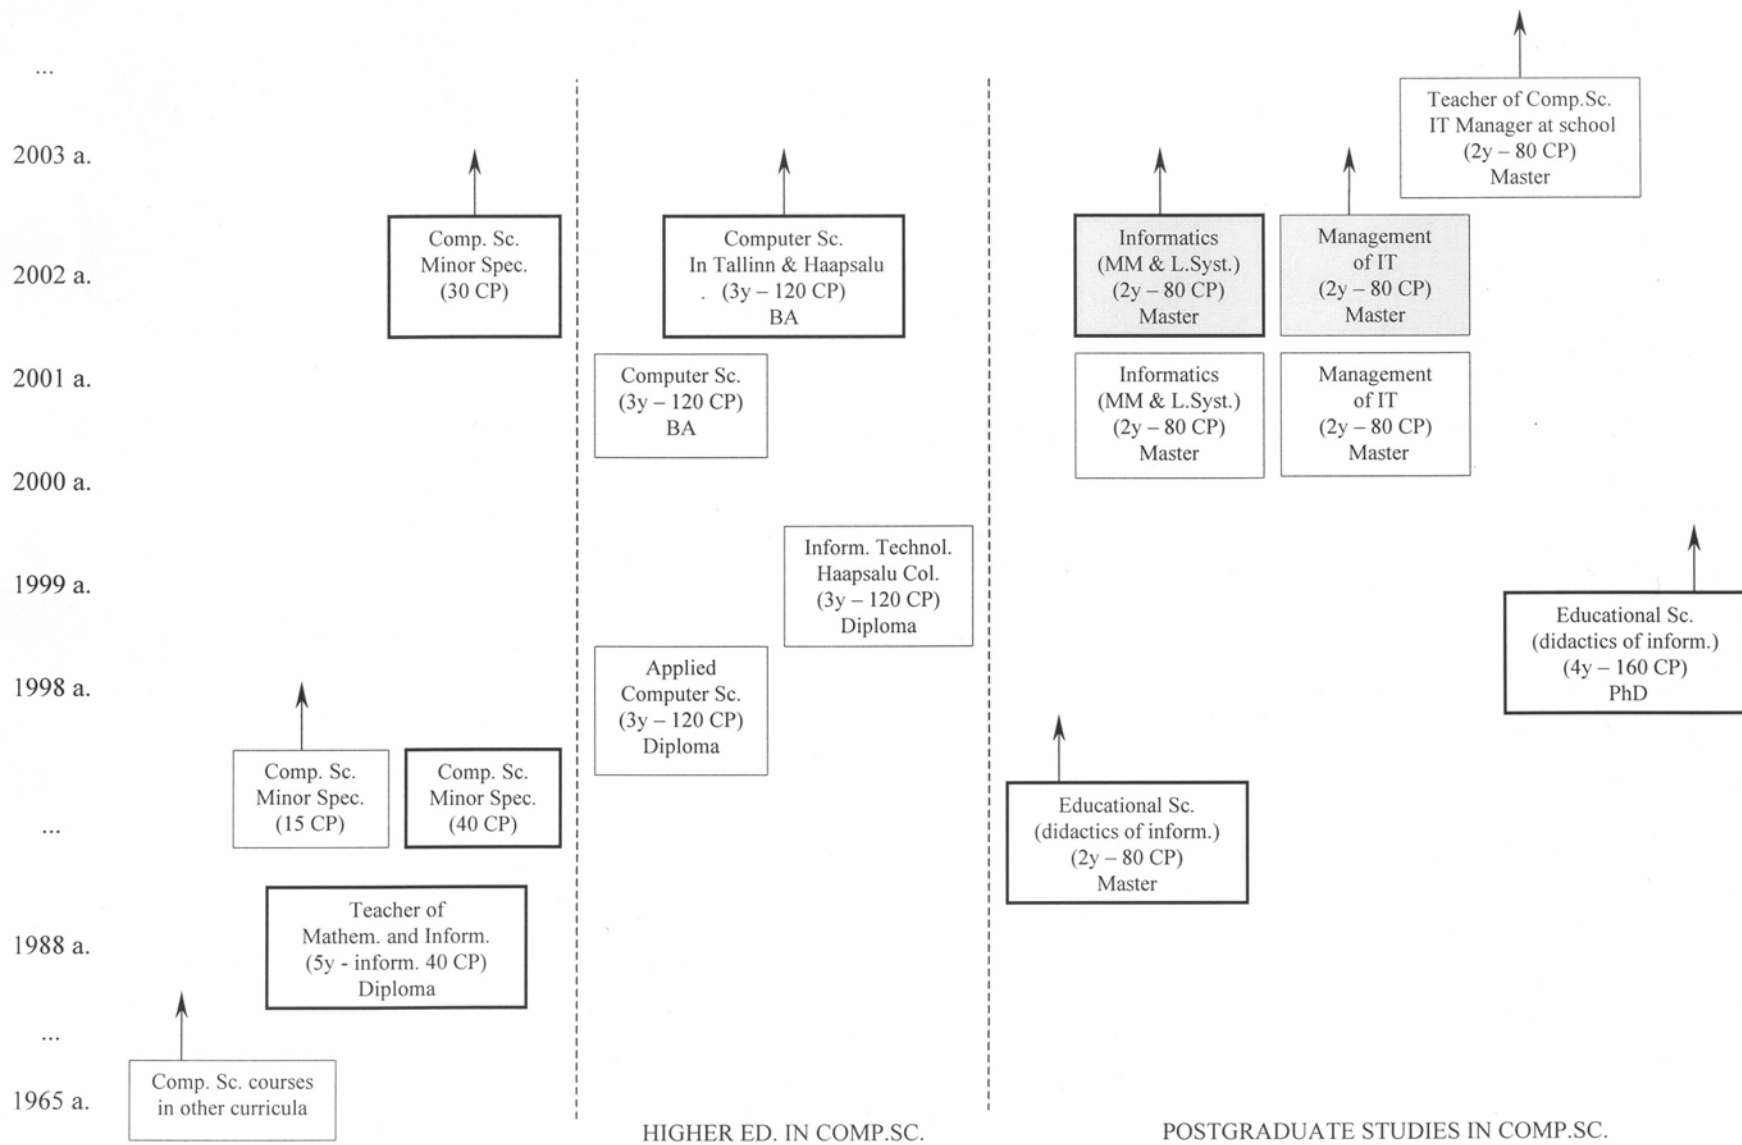 ...
2003 a.
2002 a.
2001 a.
2000 a.
1999 a.
1998 a.
...
1988 a.
...
1965 a.
Comp. Sc.
Minor Spec.
(30 CP)
Comp. Sc.
Minor Spec.
(15 CP)
Comp. Sc.
Minor Spec.
(40 CP)
Teacher of
Mathem. and Inform.
(5y - inform. 40 CP)
Diploma
Comp. Sc. courses
in other curricula
Computer Sc.
In Tallinn & Haapsalu
(3y – 120 CP)
BA
Computer Sc.
(3y – 120 CP)
BA
Inform. Technol.
Haapsalu Col.
(3y – 120 CP)
Diploma
Applied
Computer Sc.
(3y – 120 CP)
Diploma
HIGHER ED. IN COMP.SC.
Teacher of Comp.Sc.
IT Manager at school
(2y – 80 CP)
Master
Informatics
(MM & L.Syst.)
(2y – 80 CP)
Master
Management
of IT
(2y – 80 CP)
Master
Informatics
(MM & L.Syst.)
(2y – 80 CP)
Master
Management
of IT
(2y – 80 CP)
Master
Educational Sc.
(didactics of inform.)
(4y – 160 CP)
PhD
Educational Sc.
(didactics of inform.)
(2y – 80 CP)
Master
POSTGRADUATE STUDIES IN COMP.SC.